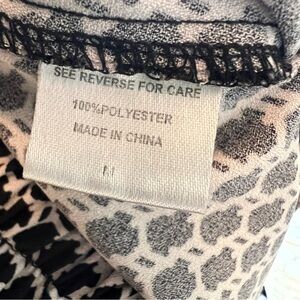 SEE REVERSE FOR CARE
100%POLYESTER
MADE IN CHINA